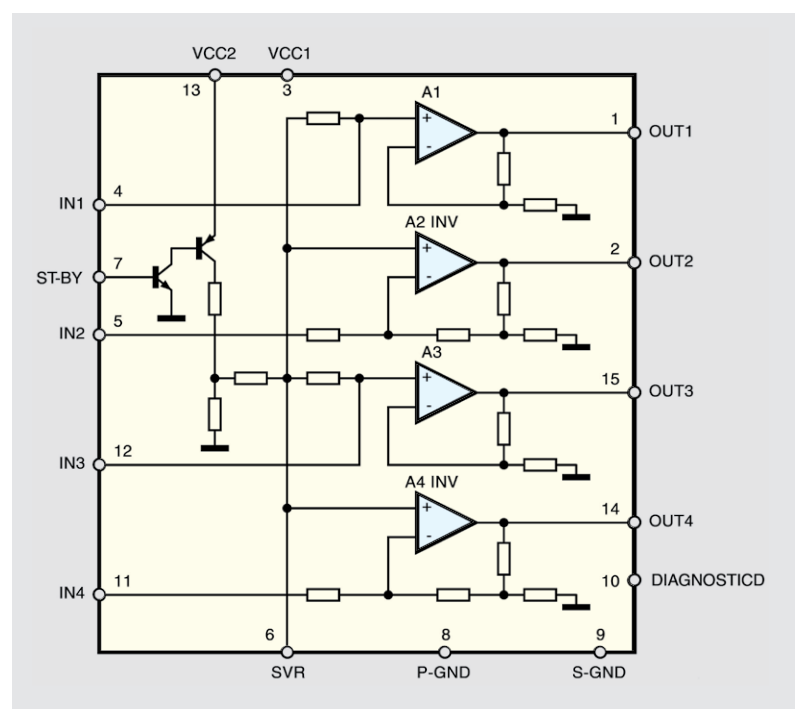 VCC2 VCC1
13 3
A1
+
-
1 OUT1
4
IN1
A2 INV
+
-
2 OUT2
7
ST-BY
5
IN2
A3
+
-
15 OUT3
12
IN3
A4 INV
+
-
14 OUT4
10 DIAGNOSTICD
11
IN4
6 8 9
SVR P-GND S-GND